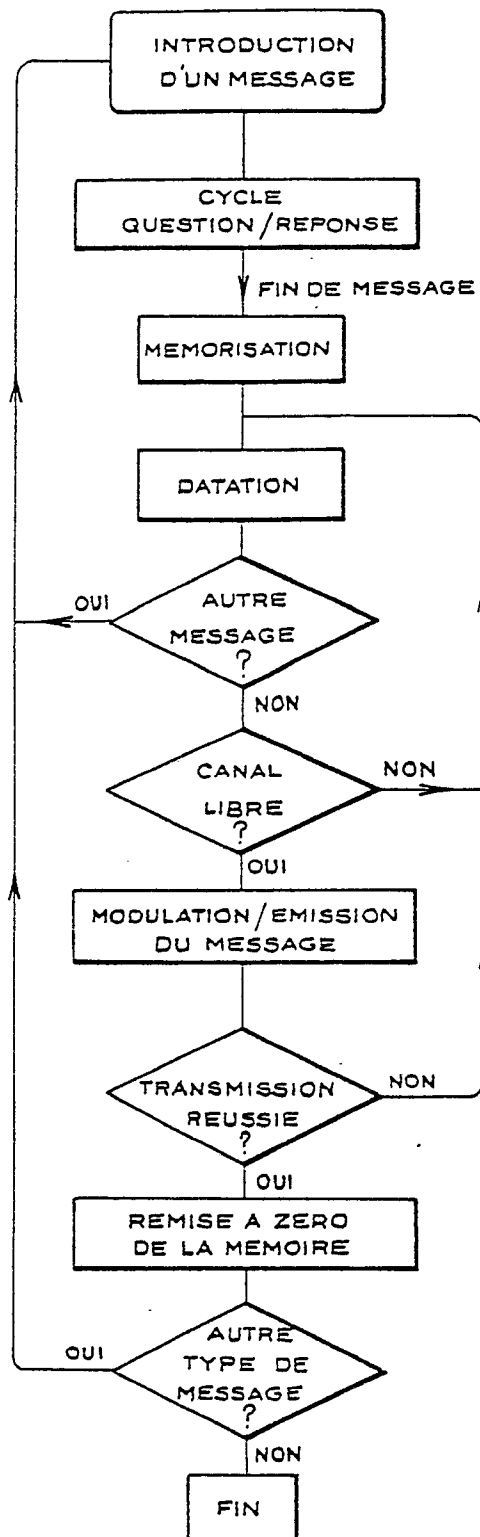 INTRODUCTION
D'UN MESSAGE
CYCLE
QUESTION/REPONSE
FIN DE MESSAGE
MEMORISATION
DATATION
OUI
AUTRE
MESSAGE
?
NON
CANAL
LIBRE
?
NON
OUI
MODULATION/EMISSION
DU MESSAGE
TRANSMISSION
REUSSIE
?
NON
OUI
REMISE A ZERO
DE LA MEMOIRE
OUI
AUTRE
TYPE DE
MESSAGE
?
NON
FIN